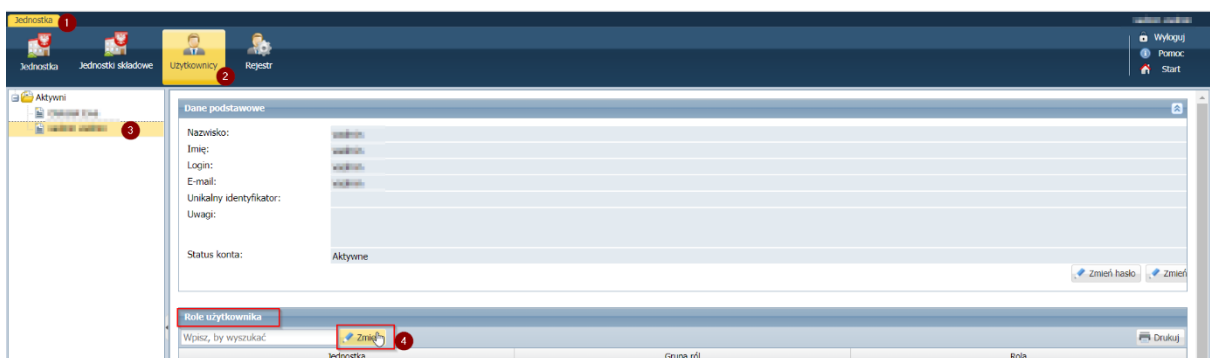 Jednostka 1
Wyloguj
Pomoc
Start
Jednostka Jednostki składowe Użytkownicy 2 Rejestr
Aktywni
3
Dane podstawowe
Nazwisko:
Imię:
Login:
E-mail:
Unikalny identyfikator:
Uwagi:
Status konta: Aktywne
Zmień hasło Zmień
Role użytkownika
Wpisz, by wyszukać Zmień 4 Drukuj
Jednostka Grupa ról Rola